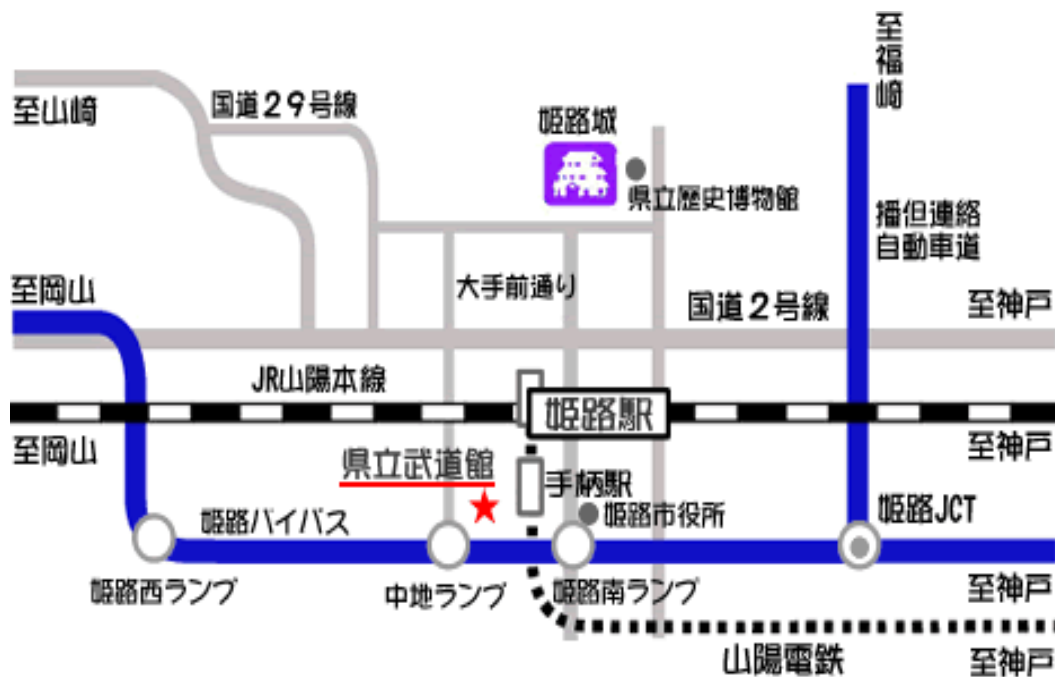 至福崎
至山崎
国道29号線
姫路城
県立歴史博物館
播但連絡
自動車道
至岡山
大手前通り
国道2号線
至神戸
JR山陽本線
姫路駅
至岡山
至神戸
県立武道館
手柄駅
姫路バイパス
姫路市役所
姫路JCT
姫路西ランプ
中地ランプ
姫路南ランプ
至神戸
山陽電鉄
至神戸